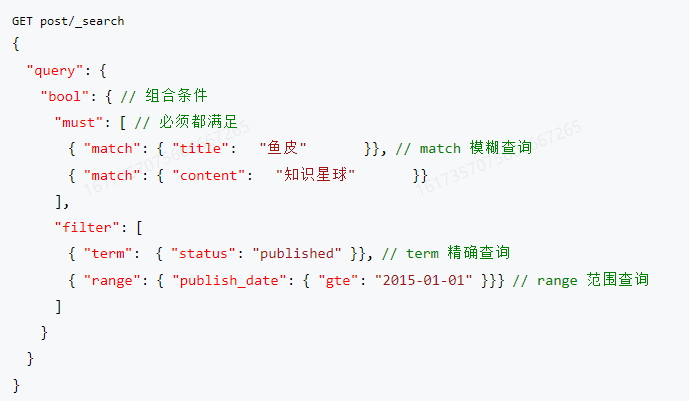 GET post/_search
{
  "query": {
    "bool": { // 组合条件
      "must": [ // 必须都满足
        { "match": { "title":   "鱼皮"        }}, // match 模糊查询
        { "match": { "content":   "知识星球"        }}
      ],
      "filter": [
        { "term":  { "status": "published" }}, // term 精确查询
        { "range": { "publish_date": { "gte": "2015-01-01" }}} // range 范围查询
      ]
    }
  }
}